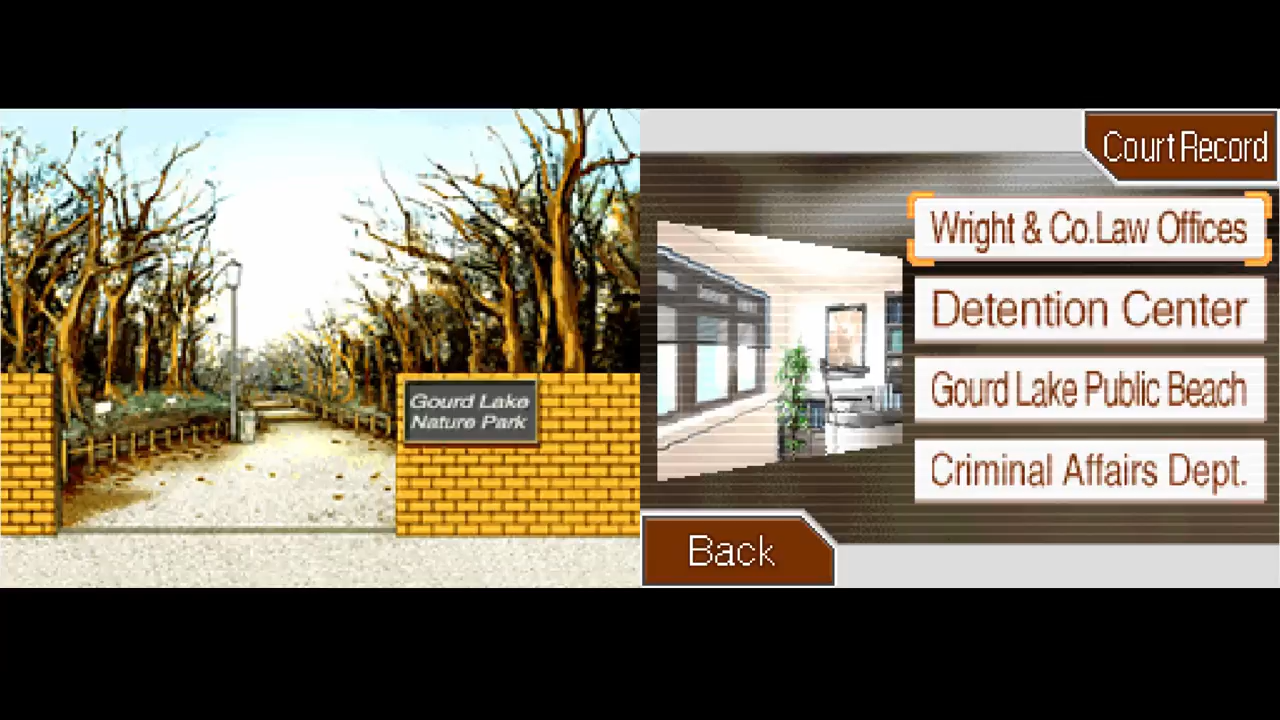 Gourd Lake
Nature Park
Court Record
Wright & Co.Law Offices
Detention Center
Gourd Lake Public Beach
Criminal Affairs Dept.
Back